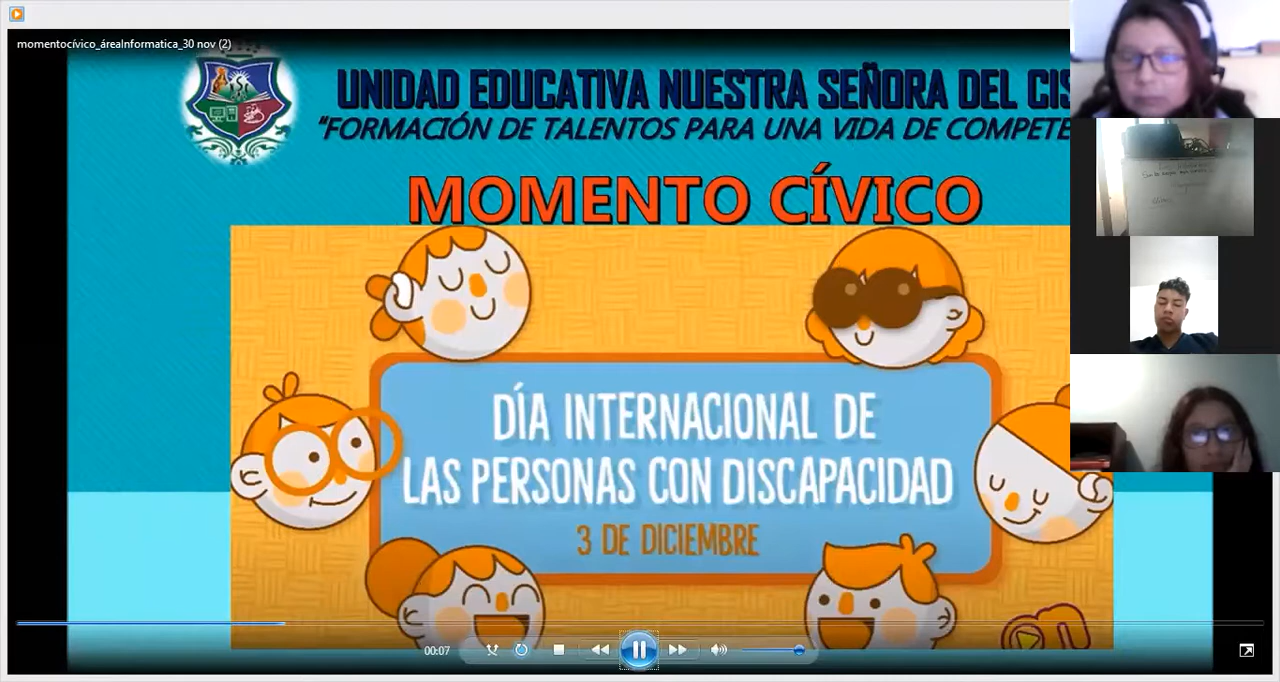 momentocívico_áreaInformatica_30 nov (2)
UNIDAD EDUCATIVA NUESTRA SEÑORA DEL CIS
"FORMACIÓN DE TALENTOS PARA UNA VIDA DE COMPETE
MOMENTO CÍVICO
DÍA INTERNACIONAL DE
LAS PERSONAS CON DISCAPACIDAD
3 DE DICIEMBRE
00:07